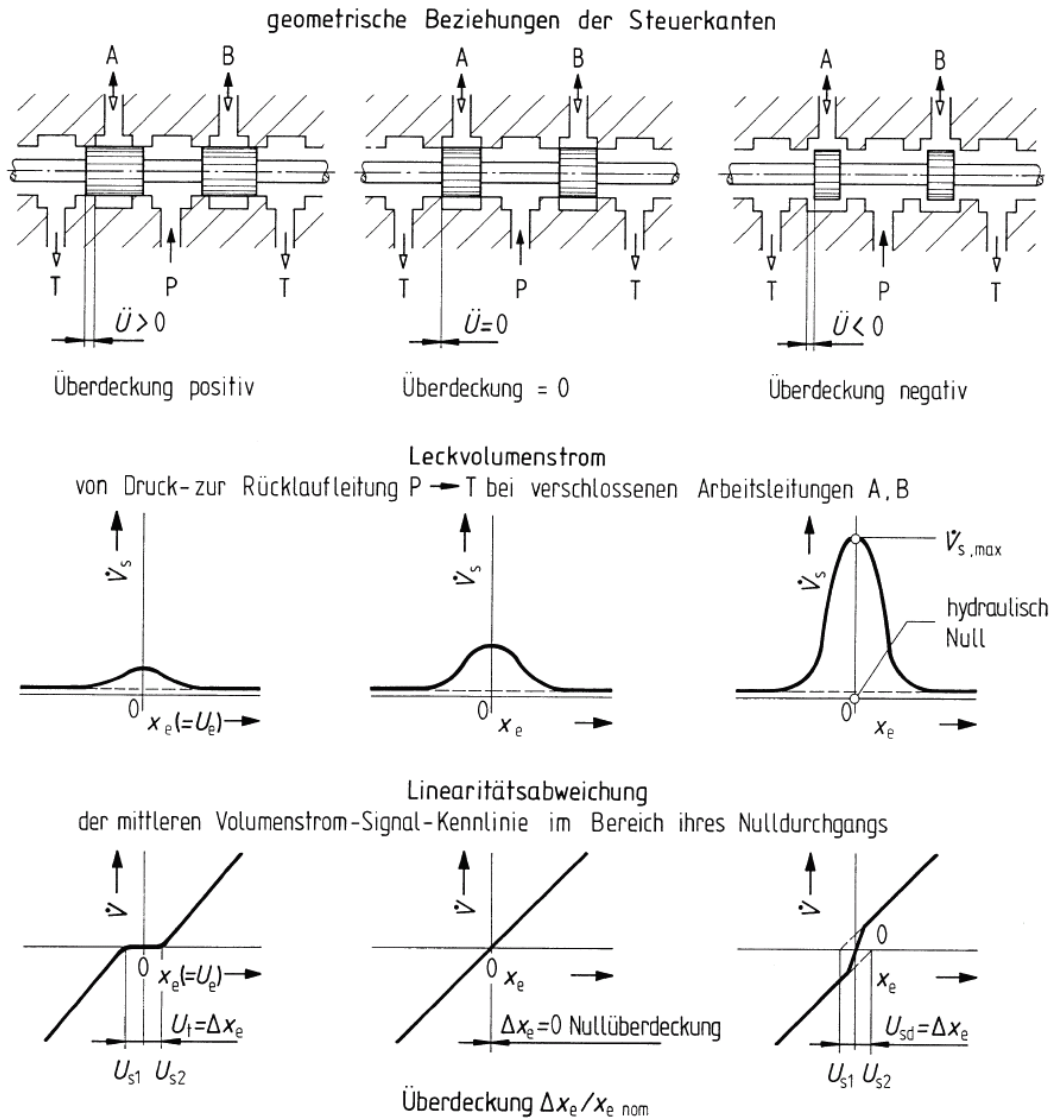 geometrische Beziehungen der Steuerkanten
A B A B A B
T P T T P T T P T
Ü>0 Ü=0 Ü<0
Überdeckung positiv Überdeckung = 0 Überdeckung negativ
Leckvolumenstrom
von Druck-zur Rücklaufleitung P → T bei verschlossenen Arbeitsleitungen A, B
V̇s V̇s V̇s V̇s,max
hydraulisch
Null
0 xe(=Ue) 0 xe 0 xe
Linearitätsabweichung
der mittleren Volumenstrom-Signal-Kennlinie im Bereich ihres Nulldurchgangs
V̇ V̇ V̇
0 xe(=Ue) 0 xe 0 xe
Ut=Δxe Δxe=0 Nullüberdeckung Usd=Δxe
Us1 Us2 Us1 Us2
Überdeckung Δxe/xe nom